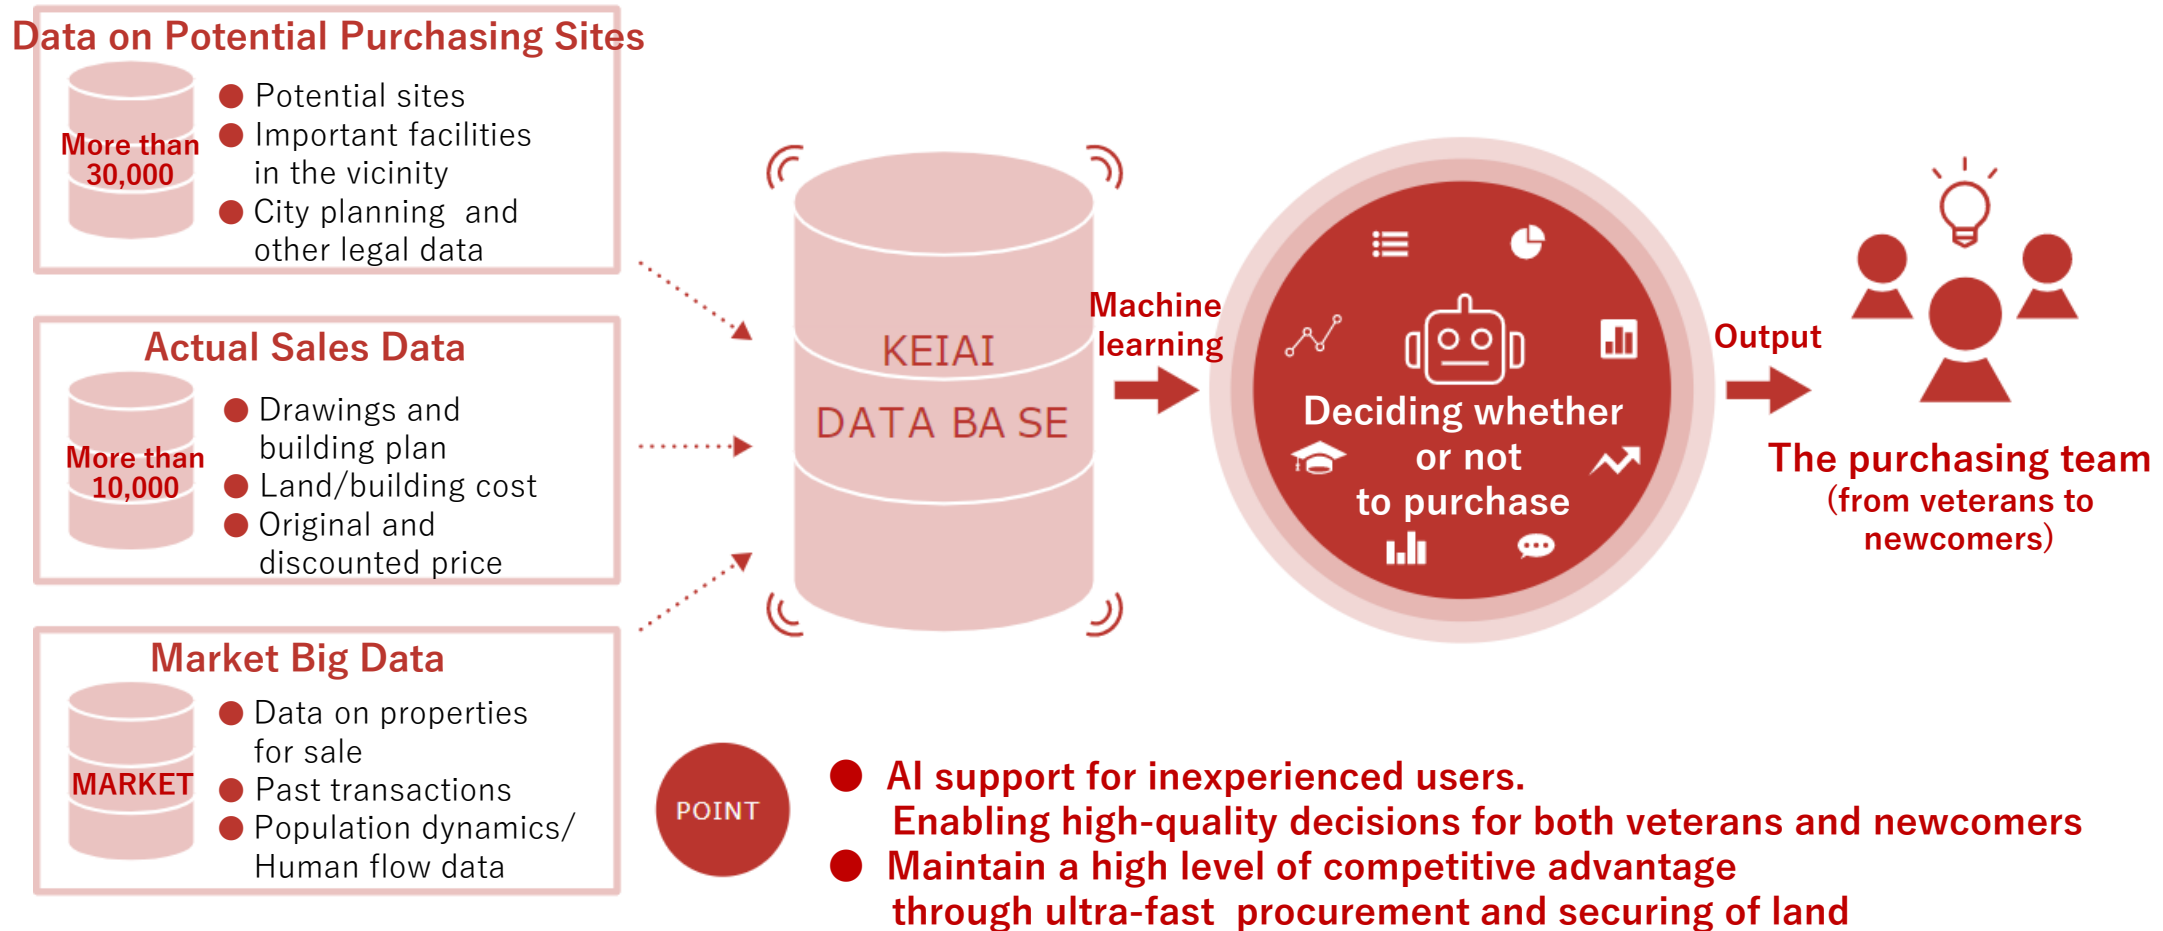 Data on Potential Purchasing Sites
More than
30,000
● Potential sites
● Important facilities
in the vicinity
● City planning and
other legal data
Actual Sales Data
More than
10,000
● Drawings and
building plan
● Land/building cost
● Original and
discounted price
Market Big Data
MARKET
● Data on properties
for sale
● Past transactions
● Population dynamics/
Human flow data
KEIAI
DATA BASE
Machine
learning
Deciding whether
or not
to purchase
Output
The purchasing team
(from veterans to
newcomers)
POINT
● AI support for inexperienced users.
Enabling high-quality decisions for both veterans and newcomers
● Maintain a high level of competitive advantage
through ultra-fast procurement and securing of land